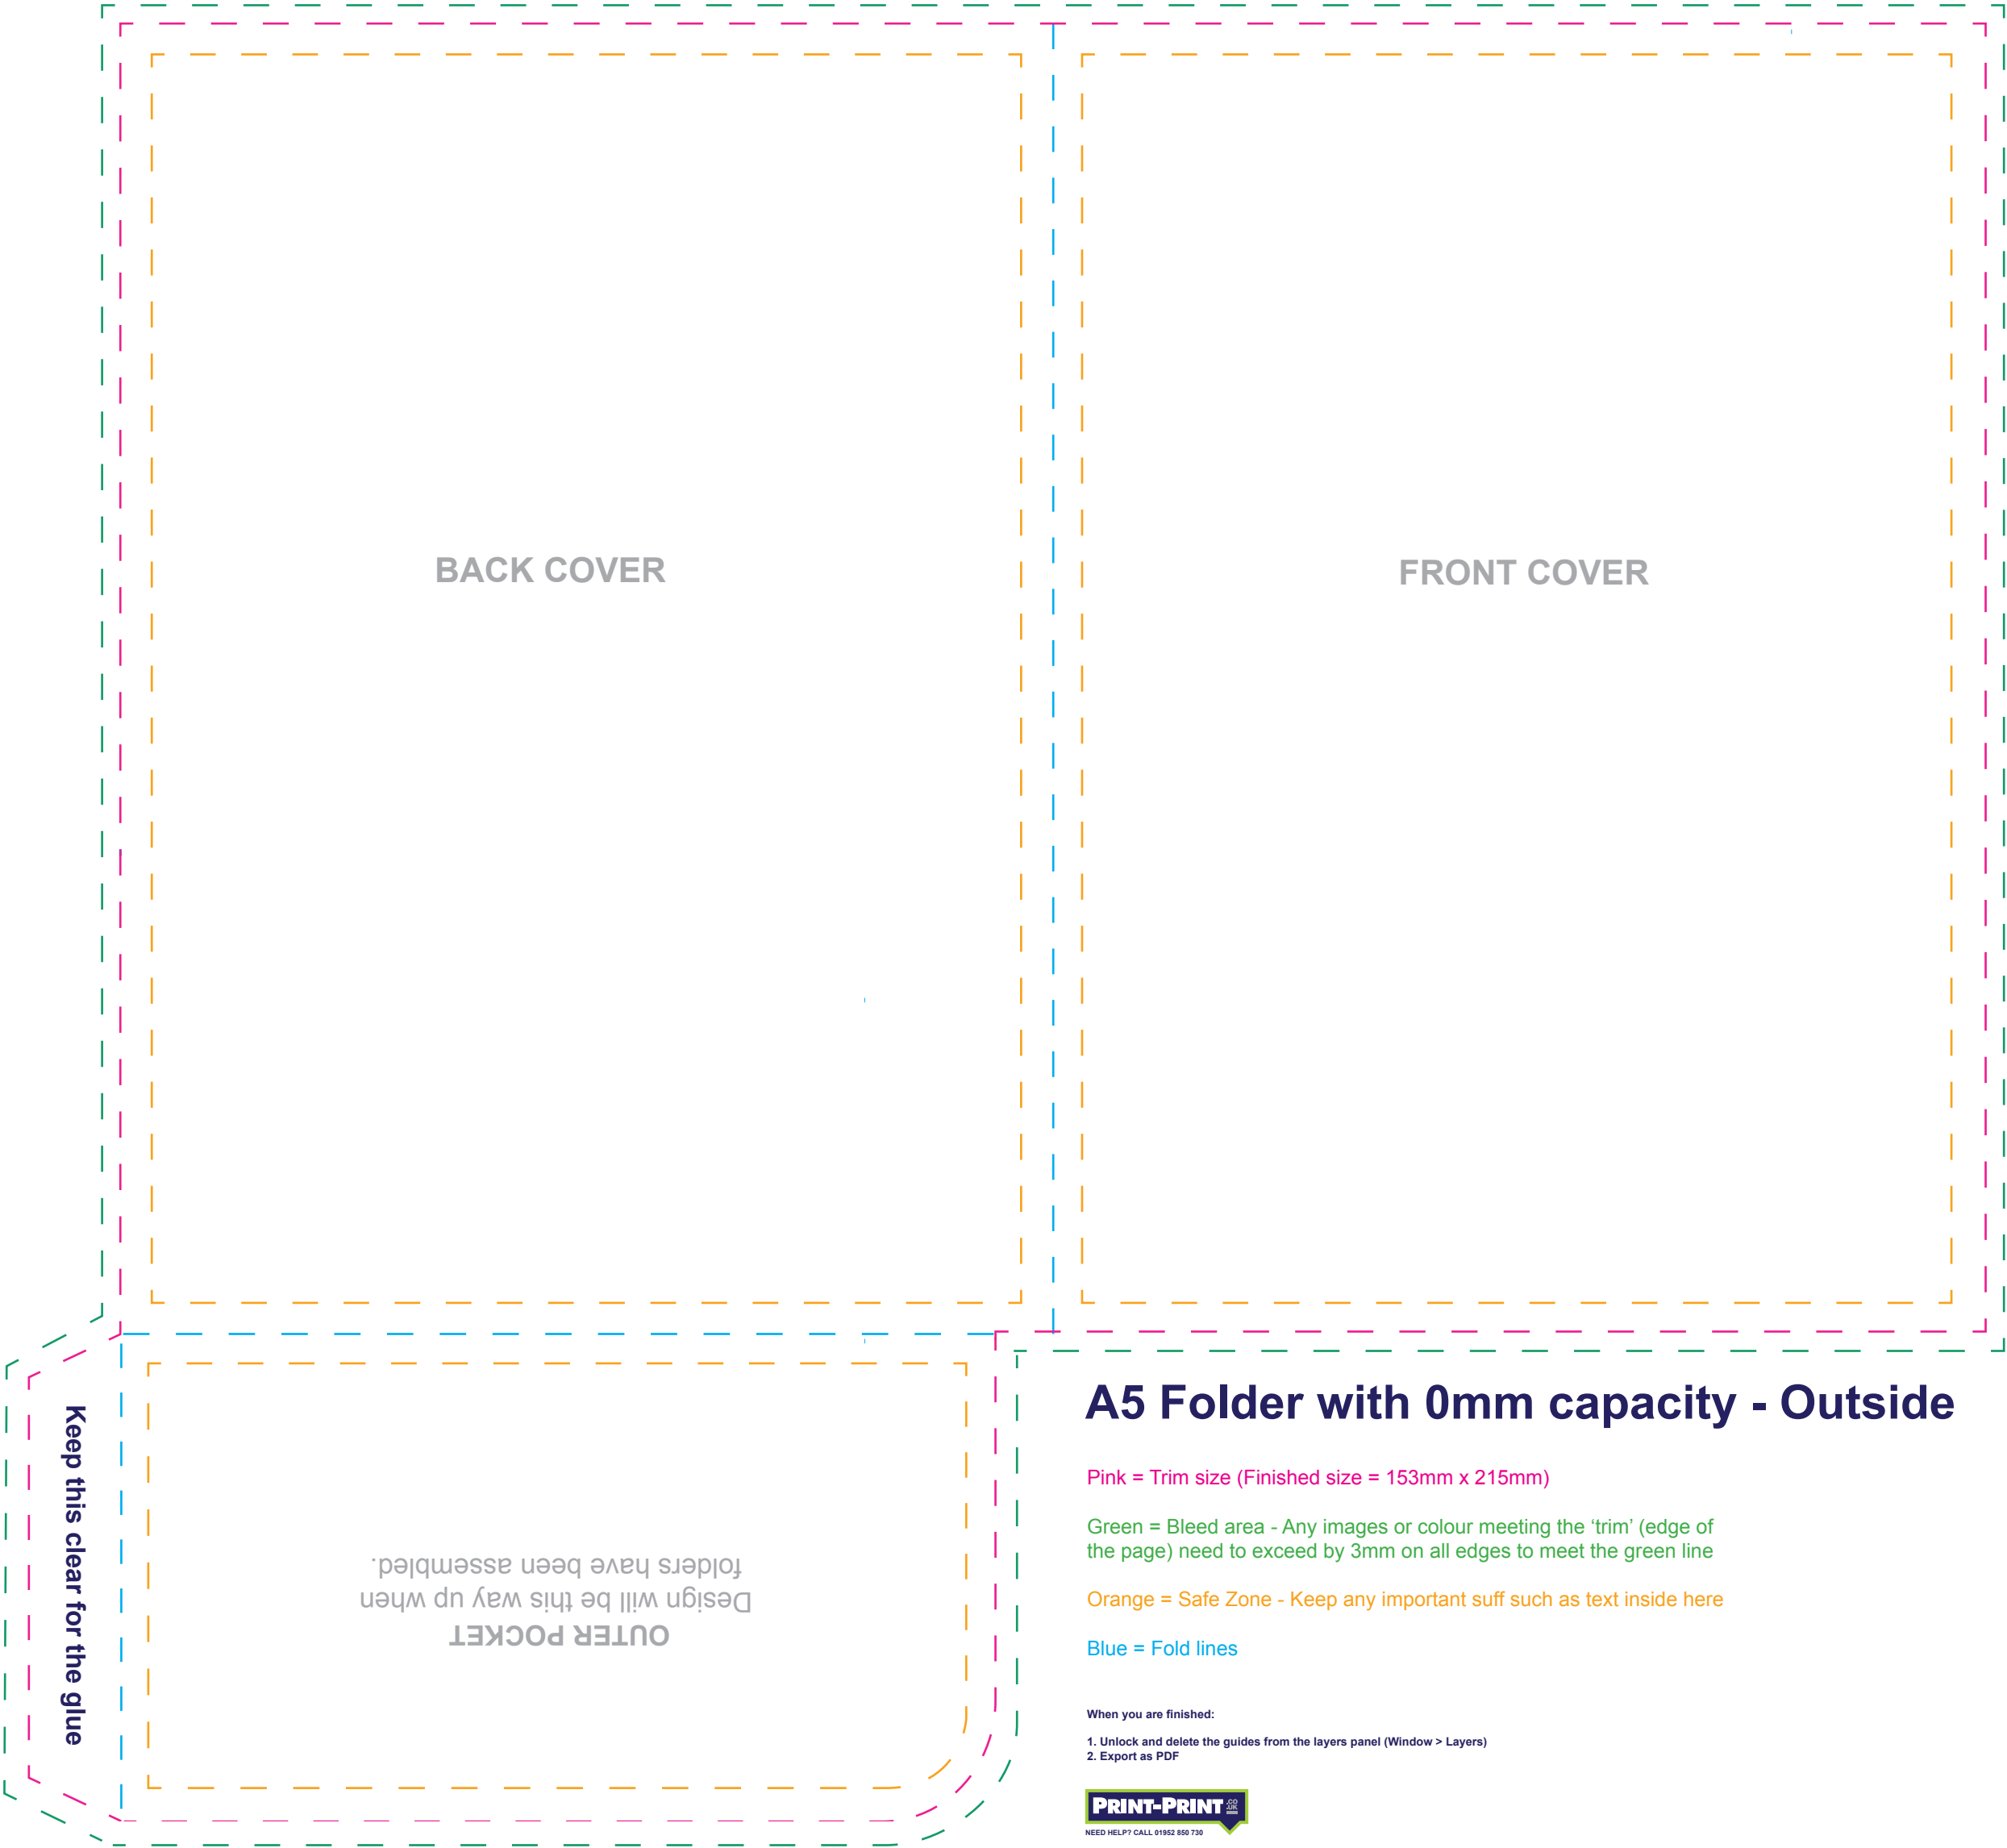 BACK COVER
FRONT COVER
Keep this clear for the glue
OUTER POCKET
Design will be this way up when
folders have been assembled.
A5 Folder with 0mm capacity - Outside
Pink = Trim size (Finished size = 153mm x 215mm)
Green = Bleed area - Any images or colour meeting the ‘trim’ (edge of
the page) need to exceed by 3mm on all edges to meet the green line
Orange = Safe Zone - Keep any important suff such as text inside here
Blue = Fold lines
When you are finished:
1. Unlock and delete the guides from the layers panel (Window > Layers)
2. Export as PDF
PRINT-PRINT .CO.UK
NEED HELP? CALL 01952 850 730